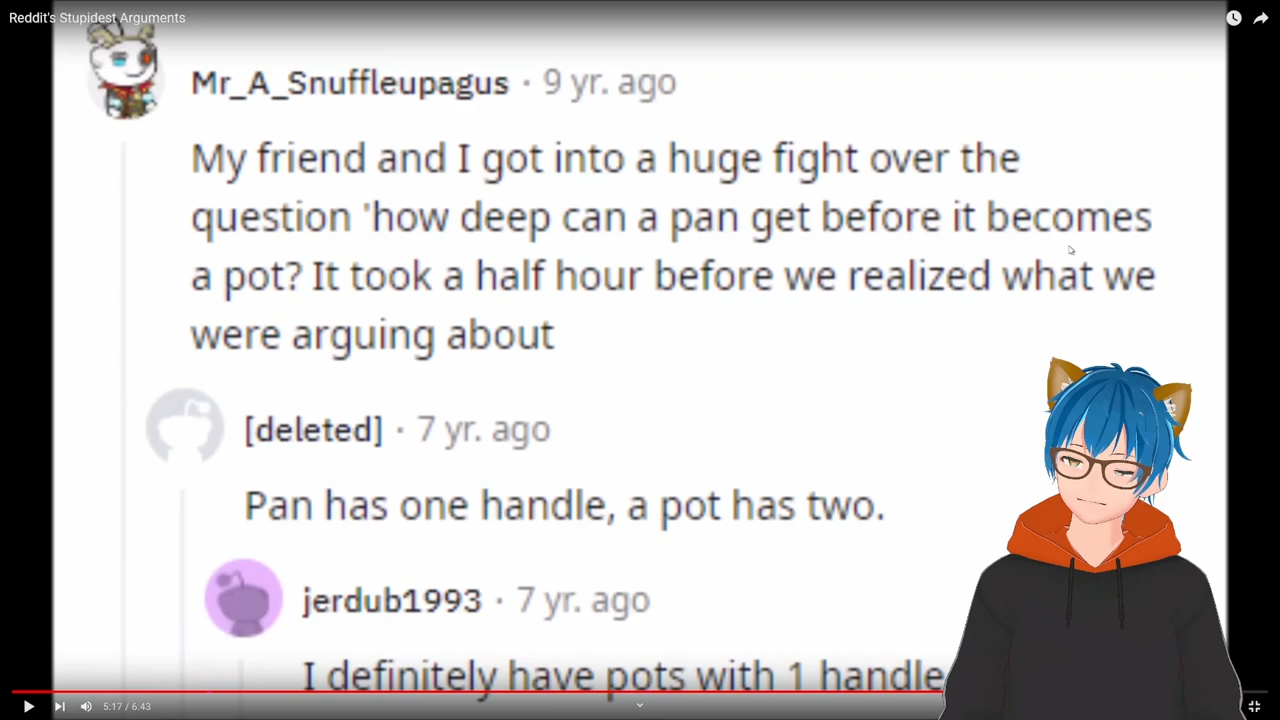 Reddit's Stupidest Arguments
Mr_A_Snuffleupagus · 9 yr. ago
My friend and I got into a huge fight over the
question 'how deep can a pan get before it becomes
a pot? It took a half hour before we realized what we
were arguing about
[deleted] · 7 yr. ago
Pan has one handle, a pot has two.
jerdub1993 · 7 yr. ago
I definitely have pots with 1 handle
5:17 / 6:43